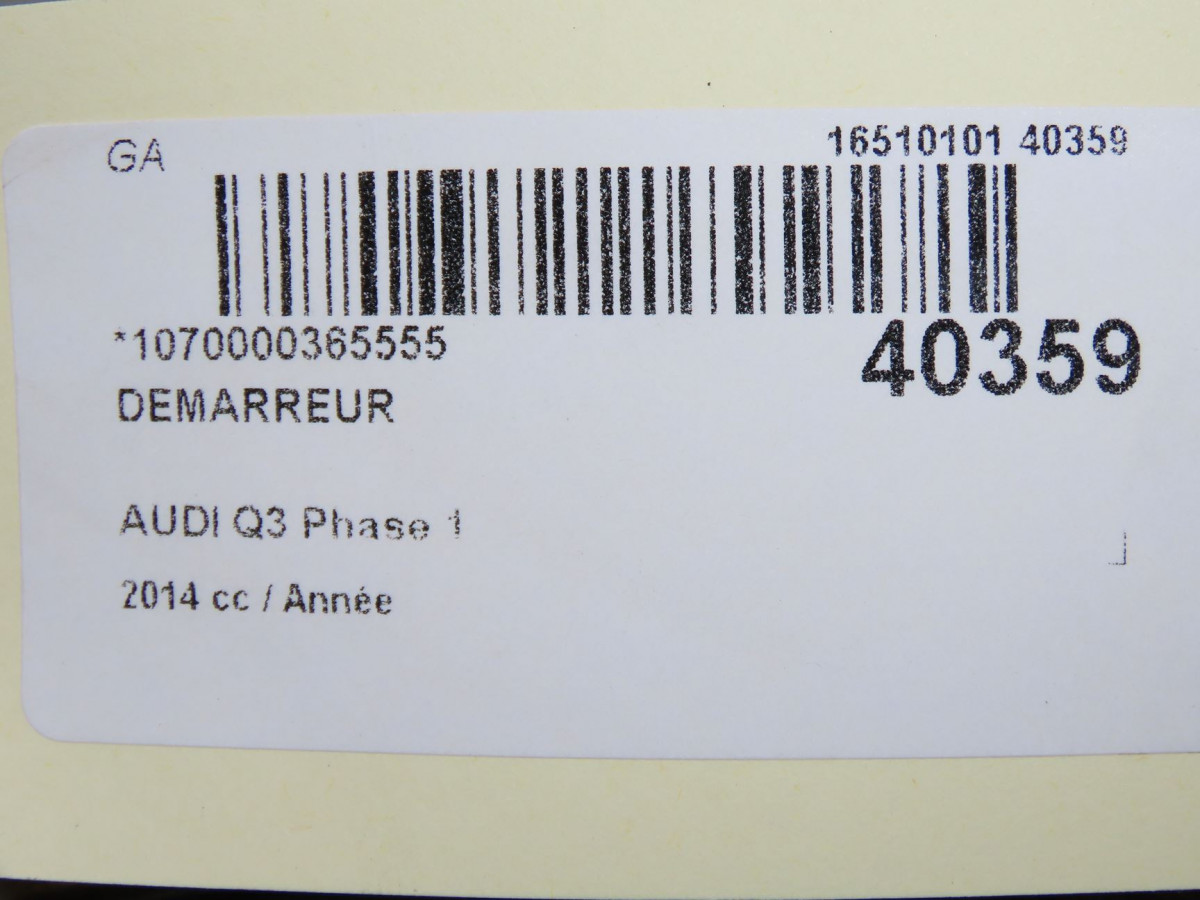 GA
16510101 40359
*1070000365555
40359
DEMARREUR
AUDI Q3 Phase 1
2014 cc / Année